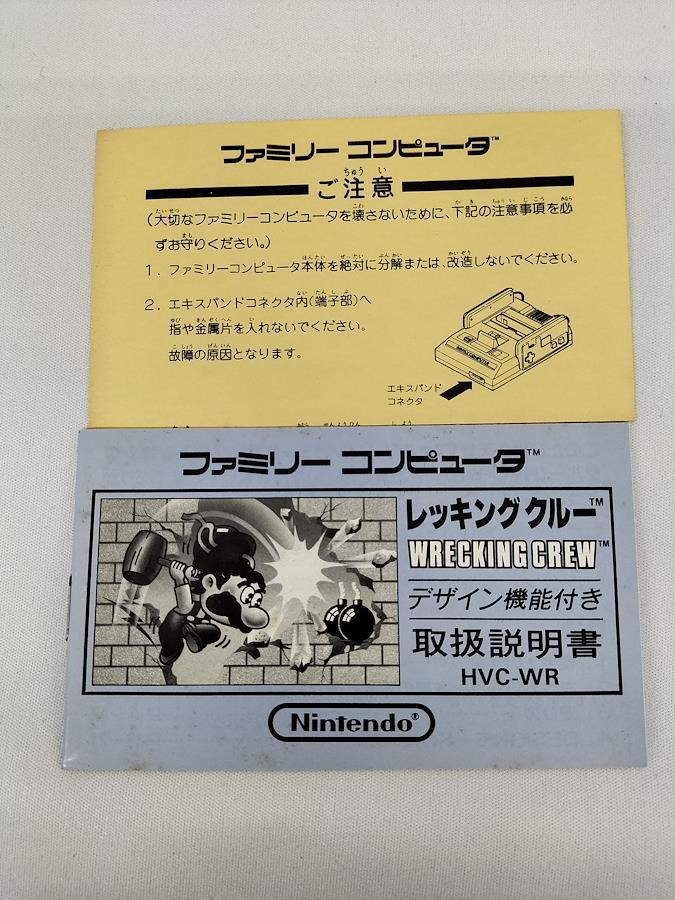 ファミリー コンピュータ™
ご注意
(大切なファミリーコンピュータを壊さないために、下記の注意事項を必
ずお守りください。)
1. ファミリーコンピュータ本体を絶対に分解または、改造しないでください。
2. エキスパンドコネクタ内(端子部)へ
指や金属片を入れないでください。
故障の原因となります。
エキスパンド
コネクタ
ファミリー コンピュータ™
レッキングクルー™
WRECKING CREW™
デザイン機能付き
取扱説明書
HVC-WR
Nintendo®